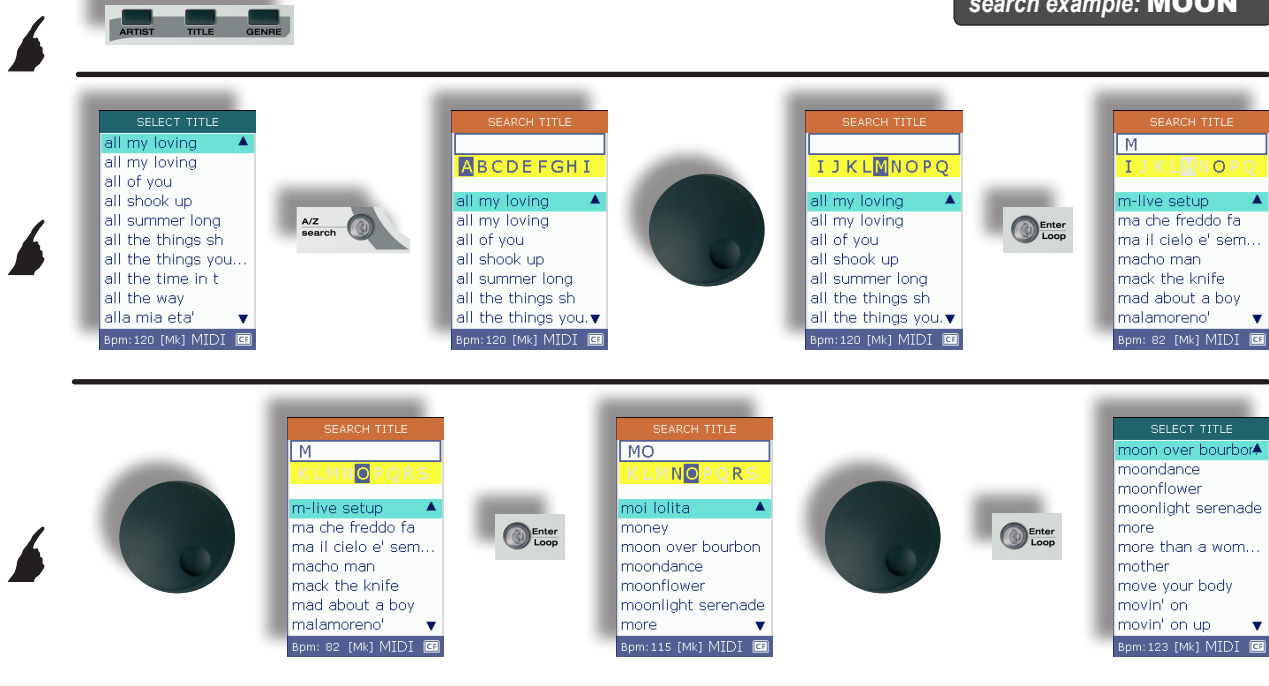 search example: MOON
ARTIST TITLE GENRE
SELECT TITLE
all my loving
all my loving
all of you
all shook up
all summer long
all the things sh
all the things you...
all the time in t
all the way
alla mia eta'
Bpm:120 [Mk] MIDI CF
A/Z
search
SEARCH TITLE
A B C D E F G H I
all my loving
all my loving
all of you
all shook up
all summer long
all the things sh
all the things you.
Bpm:120 [Mk] MIDI CF
SEARCH TITLE
I J K L M N O P Q
all my loving
all my loving
all of you
all shook up
all summer long
all the things sh
all the things you.
Bpm:120 [Mk] MIDI CF
Enter
Loop
SEARCH TITLE
M
I J K L M N O P Q
m-live setup
ma che freddo fa
ma il cielo e' sem...
macho man
mack the knife
mad about a boy
malamoreno'
Bpm: 82 [Mk] MIDI CF
SEARCH TITLE
M
K L M N O P Q R S
m-live setup
ma che freddo fa
ma il cielo e' sem...
macho man
mack the knife
mad about a boy
malamoreno'
Bpm: 82 [Mk] MIDI CF
Enter
Loop
SEARCH TITLE
MO
K L M N O P Q R S
moi lolita
money
moon over bourbon
moondance
moonflower
moonlight serenade
more
Bpm:115 [Mk] MIDI CF
Enter
Loop
SELECT TITLE
moon over bourbon
moondance
moonflower
moonlight serenade
more
more than a wom...
mother
move your body
movin' on
movin' on up
Bpm:123 [Mk] MIDI CF